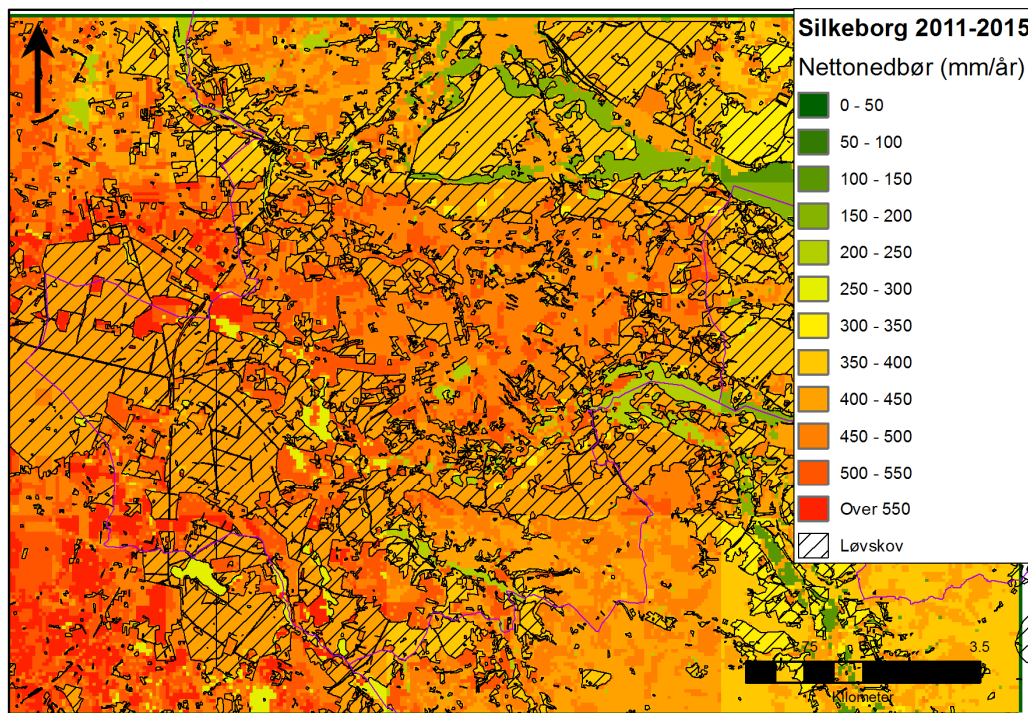 Silkeborg 2011-2015
Nettonedbør (mm/år)
0 - 50
50 - 100
100 - 150
150 - 200
200 - 250
250 - 300
300 - 350
350 - 400
400 - 450
450 - 500
500 - 550
Over 550
Løvskov
3.5
Kilometer